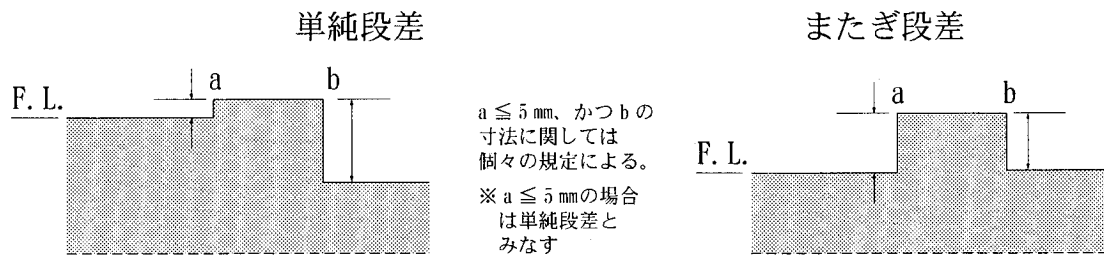 単純段差
またぎ段差
F. L.
a
b
a ≦ 5 mm、かつ b の
寸法に関しては
個々の規定による。
※ a ≦ 5 mmの場合
は単純段差と
みなす
F. L.
a
b